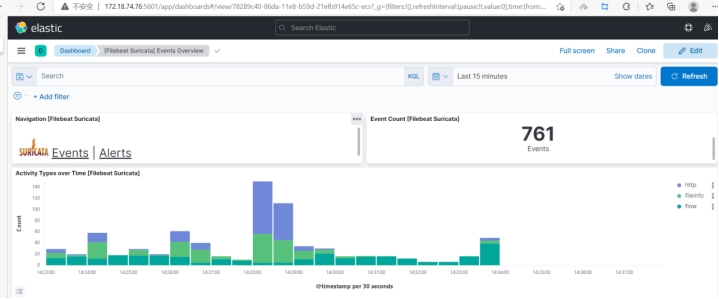 不安全 | 172.18.74.76:5601/app/dashboards#/view/78289c40-86da-11e8-b59d-21efb914e65c-ecs?_g=(filters:!(),refreshInterval:(pause:!t,value:0),time:(from:...
elastic
Search Elastic
D Dashboard [Filebeat Suricata] Events Overview Full screen Share Clone Edit
Search KQL Last 15 minutes Show dates Refresh
+ Add filter
Navigation [Filebeat Suricata]
SURICATA Events | Alerts
Event Count [Filebeat Suricata]
761
Events
Activity Types over Time [Filebeat Suricata]
Count
140
120
100
80
60
40
20
0
14:23:00 14:24:00 14:25:00 14:26:00 14:27:00 14:28:00 14:29:00 14:30:00 14:31:00 14:32:00 14:33:00 14:34:00 14:35:00 14:36:00 14:37:00
@timestamp per 30 seconds
http
fileinfo
flow